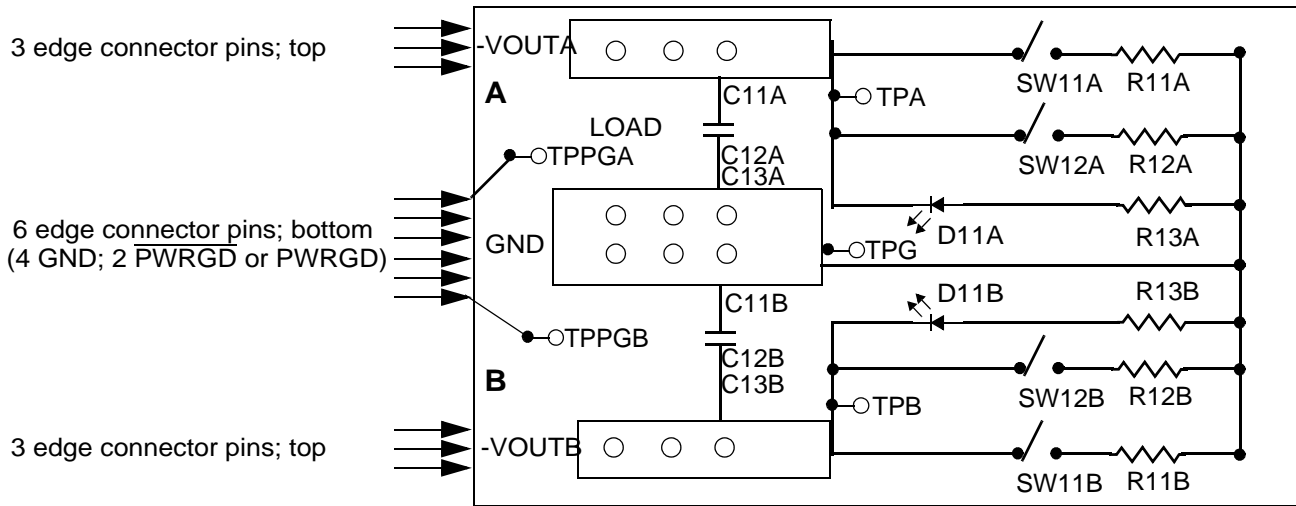 3 edge connector pins; top
-VOUTA
A
C11A
TPA
SW11A
R11A
LOAD
TPPGA
C12A
C13A
SW12A
R12A
6 edge connector pins; bottom
(4 GND; 2 PWRGD or PWRGD)
GND
TPG
D11A
R13A
C11B
D11B
R13B
TPPGB
C12B
C13B
B
TPB
SW12B
R12B
3 edge connector pins; top
-VOUTB
SW11B
R11B